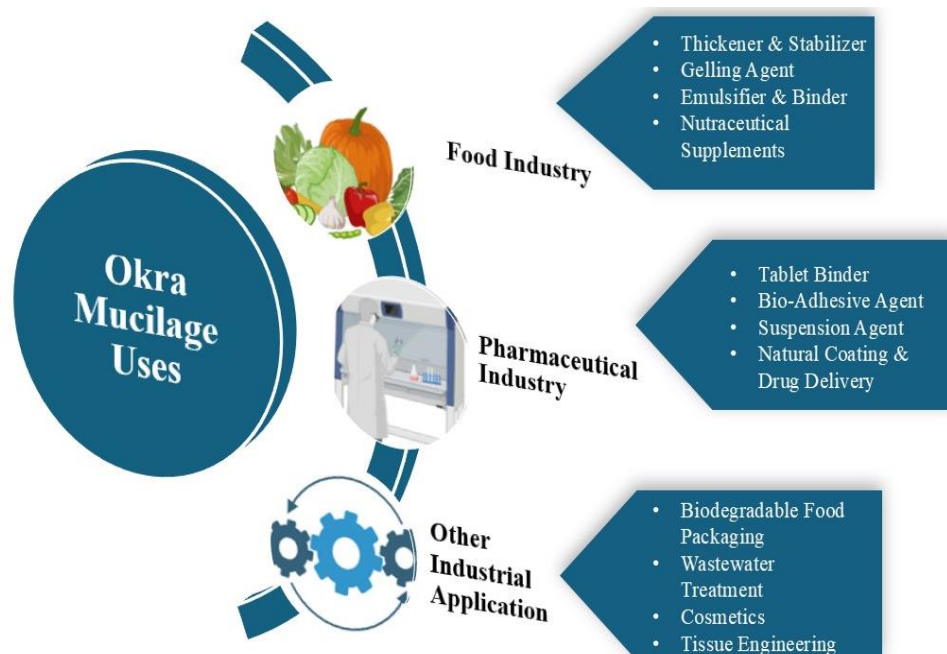 Okra
Mucilage
Uses
Food Industry
• Thickener & Stabilizer
• Gelling Agent
• Emulsifier & Binder
• Nutraceutical
Supplements
Pharmaceutical
Industry
• Tablet Binder
• Bio-Adhesive Agent
• Suspension Agent
• Natural Coating &
Drug Delivery
Other
Industrial
Application
• Biodegradable Food
Packaging
• Wastewater
Treatment
• Cosmetics
• Tissue Engineering